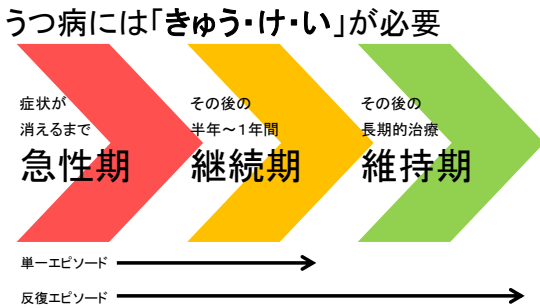 うつ病には「きゅう・け・い」が必要
症状が
消えるまで
急性期
その後の
半年～1年間
継続期
その後の
長期的治療
維持期
単一エピソード
反復エピソード